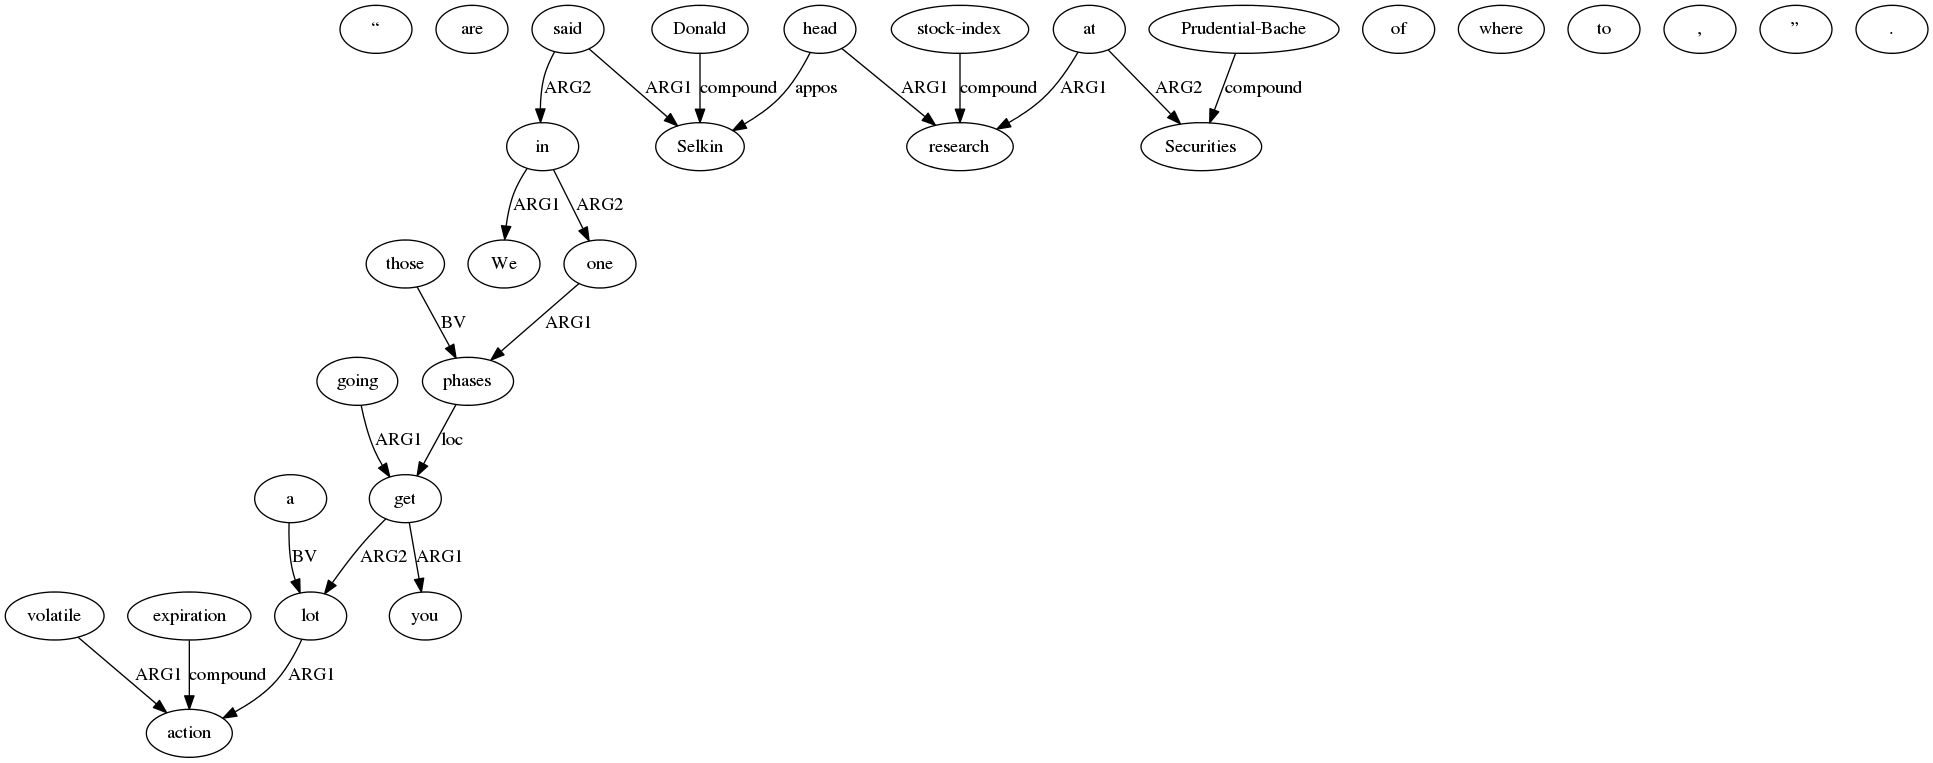 “ are said Donald head stock-index at Prudential-Bache of where to , ” .
ARG2 ARG1 compound appos ARG1 compound ARG1 ARG2 compound
in Selkin research Securities
ARG1 ARG2
those We one
BV ARG1
going phases
ARG1 loc
a get
BV ARG2 ARG1
volatile expiration lot you
ARG1 compound ARG1
action